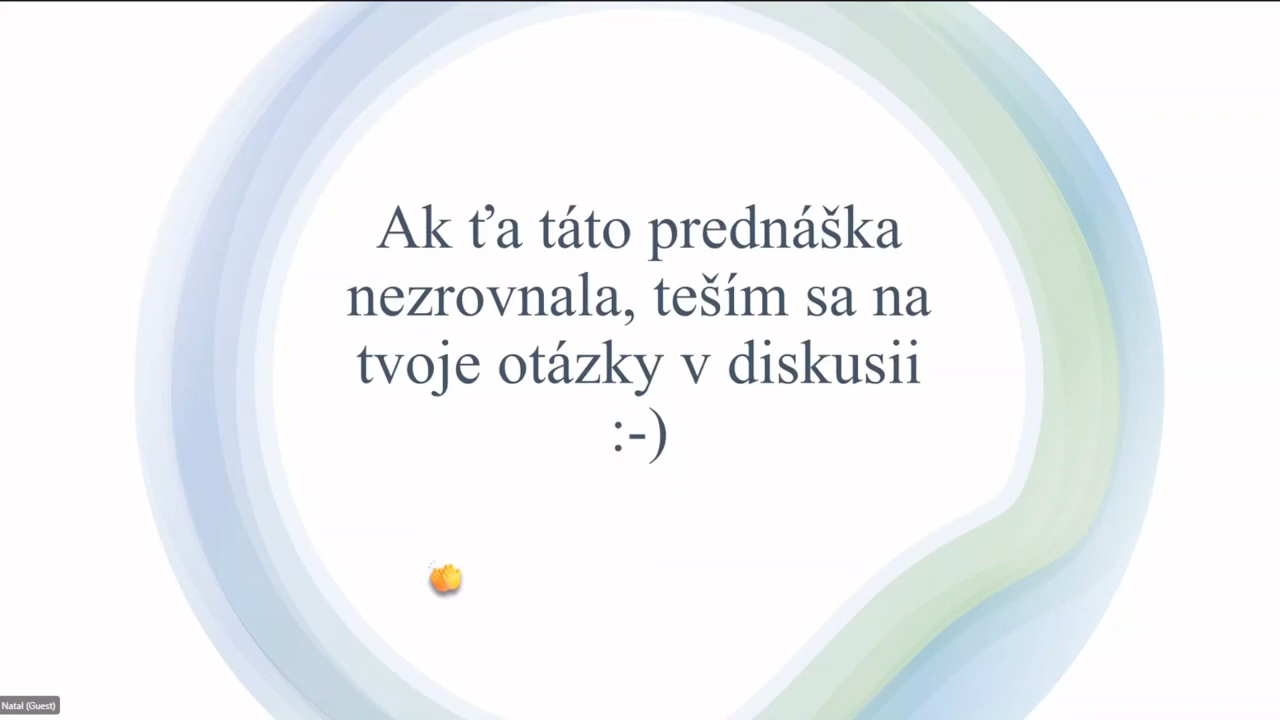 Ak ťa táto prednáška
nezrovnala, teším sa na
tvoje otázky v diskusii
:-)
Natal (Guest)